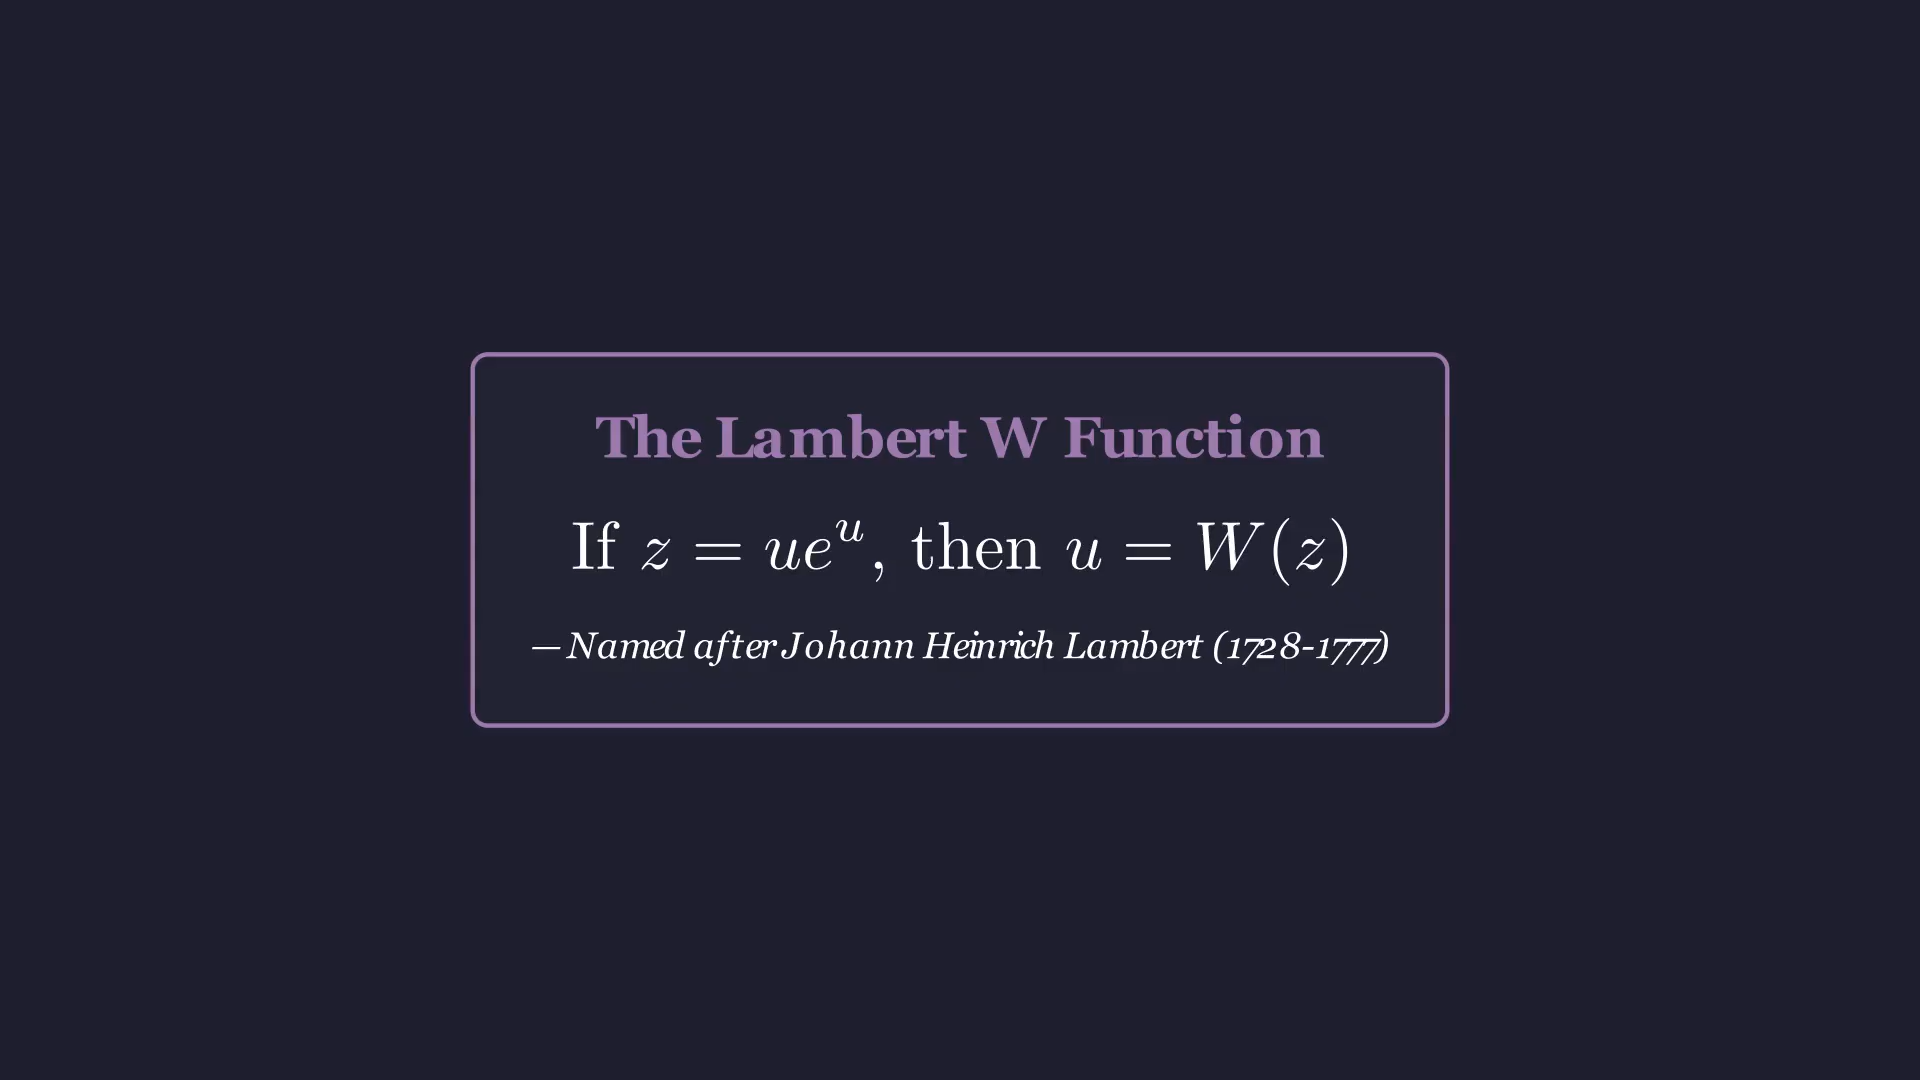 The Lambert W Function
If z = ue^u, then u = W(z)
— Named after Johann Heinrich Lambert (1728-1777)